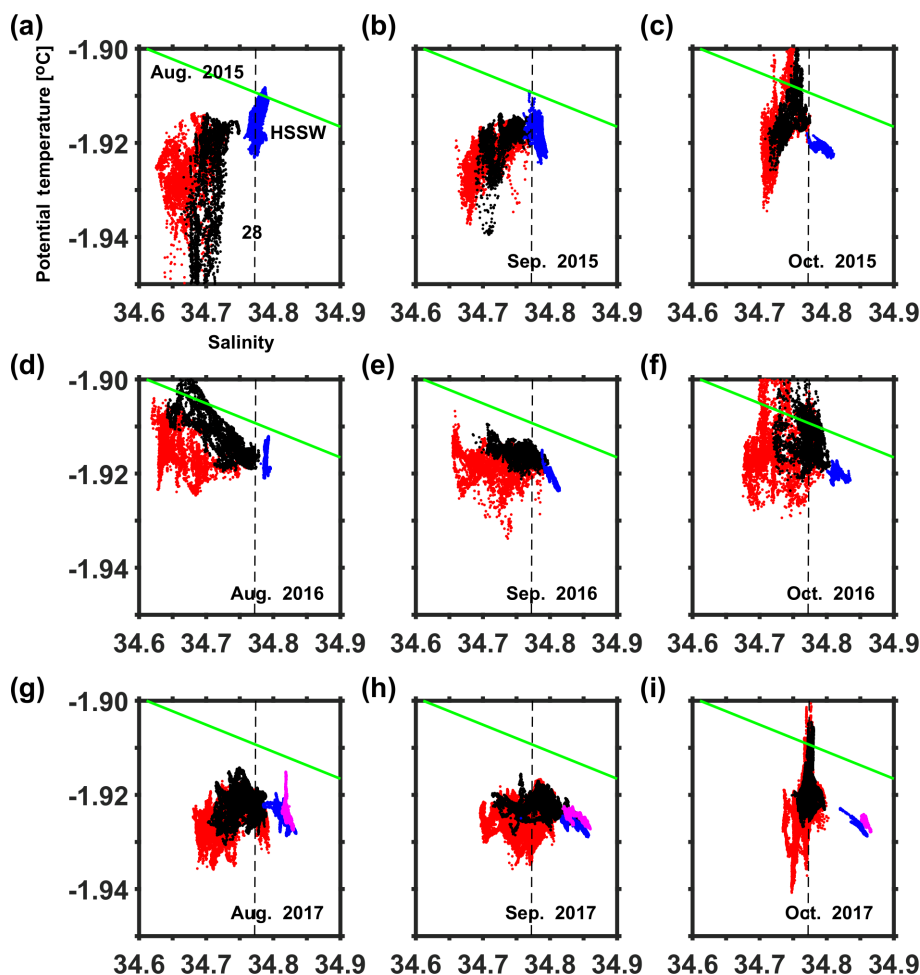 (a) (b) (c)
Potential temperature [ºC]
-1.90
-1.92
-1.94
Aug. 2015
HSSW
28
Sep. 2015
Oct. 2015
34.6 34.7 34.8 34.9 34.6 34.7 34.8 34.9 34.6 34.7 34.8 34.9
Salinity
(d) (e) (f)
-1.90
-1.92
-1.94
Aug. 2016
Sep. 2016
Oct. 2016
34.6 34.7 34.8 34.9 34.6 34.7 34.8 34.9 34.6 34.7 34.8 34.9
(g) (h) (i)
-1.90
-1.92
-1.94
Aug. 2017
Sep. 2017
Oct. 2017
34.6 34.7 34.8 34.9 34.6 34.7 34.8 34.9 34.6 34.7 34.8 34.9